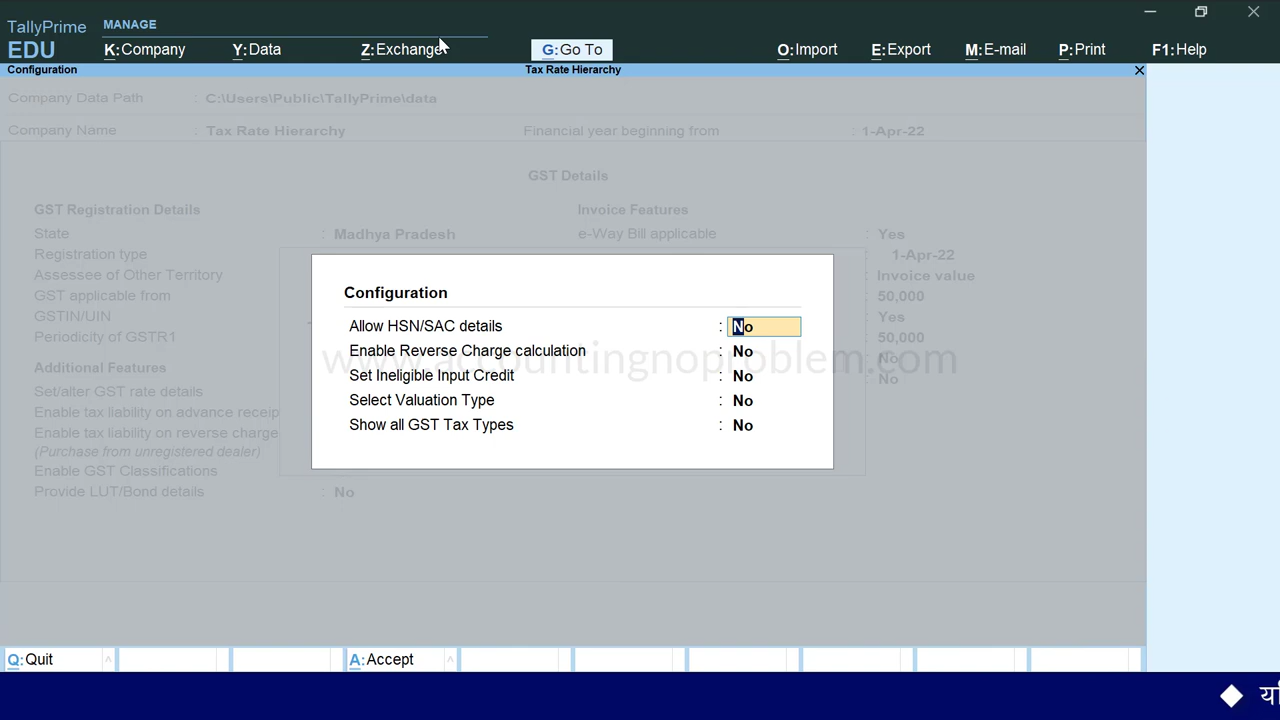 TallyPrime MANAGE
EDU K:Company Y:Data Z:Exchange G:Go To O:Import E:Export M:E-mail P:Print F1:Help
Configuration Tax Rate Hierarchy
Company Data Path : C:\Users\Public\TallyPrime\data
Company Name : Tax Rate Hierarchy Financial year beginning from : 1-Apr-22
GST Details
GST Registration Details Invoice Features
State : Madhya Pradesh e-Way Bill applicable : Yes
Registration type 1-Apr-22
Assessee of Other Territory Invoice value
GST applicable from 50,000
GSTIN/UIN Yes
Periodicity of GSTR1 50,000
No
Additional Features No
Set/alter GST rate details
Enable tax liability on advance receip
Enable tax liability on reverse charge
(Purchase from unregistered dealer)
Enable GST Classifications
Provide LUT/Bond details : No
Configuration
Allow HSN/SAC details : No
Enable Reverse Charge calculation : No
Set Ineligible Input Credit : No
Select Valuation Type : No
Show all GST Tax Types : No
www.accountingnoproblem.com
Q:Quit A:Accept